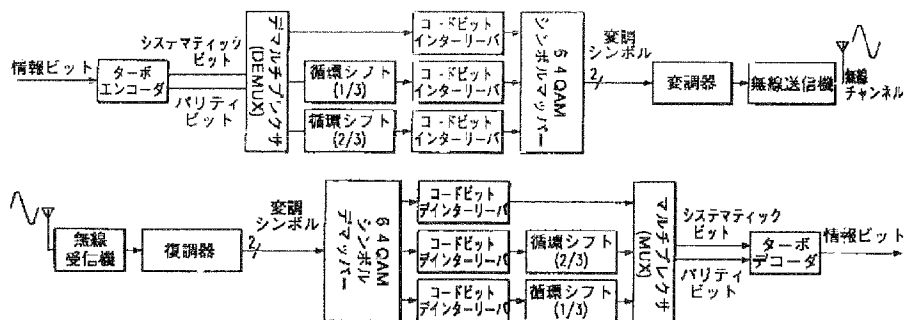 情報ビット
ターボ
エンコーダ
システマティック
ビット
パリティ
ビット
デマルチプレクサ
(DEMUX)
循環シフト
(1/3)
循環シフト
(2/3)
コードビット
インターリーバ
コードビット
インターリーバ
コードビット
インターリーバ
64QAM
シンボルマッパー
変調
シンボル
2
変調器
無線送信機
無線
チャンネル
無線
受信機
復調器
変調
シンボル
2
64QAM
シンボル
デマッパー
コードビット
デインターリーバ
コードビット
デインターリーバ
コードビット
デインターリーバ
循環シフト
(2/3)
循環シフト
(1/3)
マルチプレクサ
(MUX)
システマティック
ビット
パリティ
ビット
ターボ
デコーダ
情報ビット